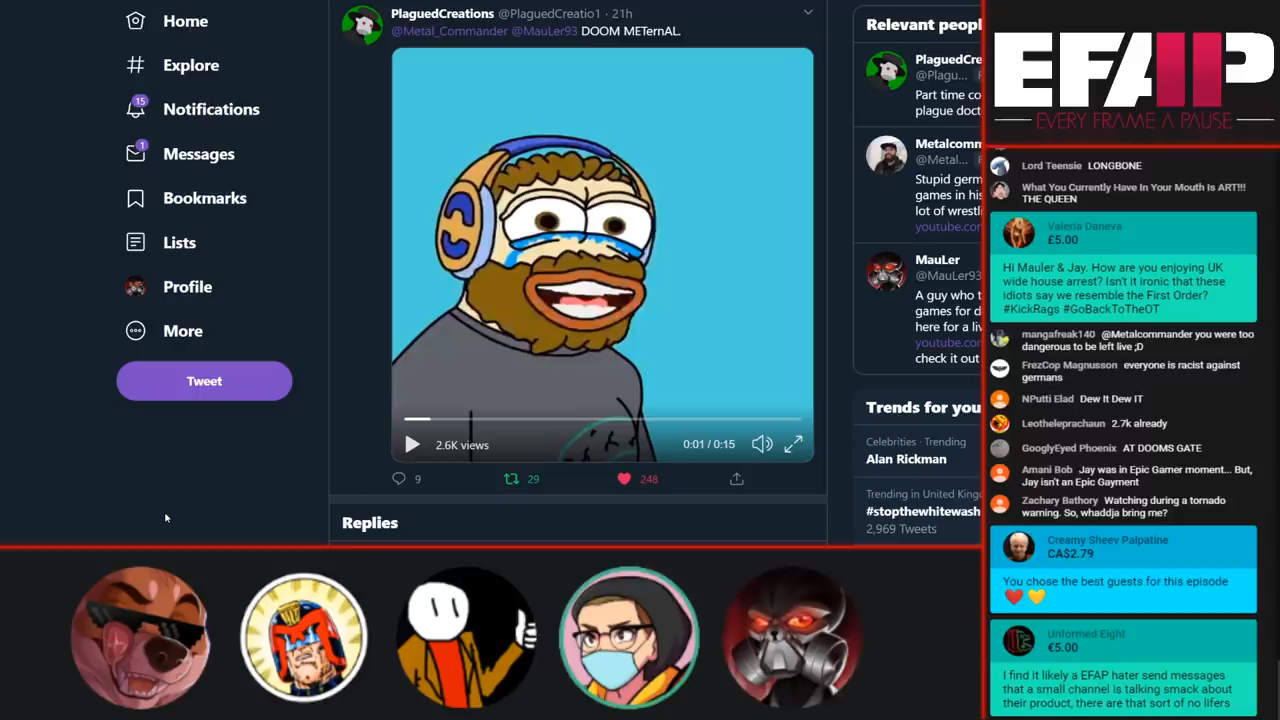 Home
Explore
15
Notifications
1
Messages
Bookmarks
Lists
Profile
More
Tweet
PlaguedCreations @PlaguedCreatio1 · 21h
@Metal_Commander @MauLer93 DOOM METernAL.
2.6K views
0:01 / 0:15
9
29
248
Replies
Relevant peopl
PlaguedCre
@Plagu...
Part time co
plague doct
Metalcomm
@Metal...
Stupid germ
games in his
lot of wrestli
youtube.con
MauLer
@MauLer93
A guy who t
games for d
here for a liv
youtube.com
check it out
Trends for you
Celebrities · Trending
Alan Rickman
Trending in United Kingd
#stopthewhitewash
2,969 Tweets
EFAP
EVERY FRAME A PAUSE
Lord Teensie LONGBONE
What You Currently Have In Your Mouth Is ART!!!
THE QUEEN
Valeria Daneva
£5.00
Hi Mauler & Jay. How are you enjoying UK
wide house arrest? Isn't it ironic that these
idiots say we resemble the First Order?
#KickRags #GoBackToTheOT
mangafreak140 @Metalcommander you were too
dangerous to be left live ;D
FrezCop Magnusson everyone is racist against
germans
NPutti Elad Dew It Dew IT
Leotheleprachaun 2.7k already
GooglyEyed Phoenix AT DOOMS GATE
Amani Bob Jay was in Epic Gamer moment... But,
Jay isn't an Epic Gayment
Zachary Bathory Watching during a tornado
warning. So, whaddja bring me?
Creamy Sheev Palpatine
CA$2.79
You chose the best guests for this episode
Unformed Eight
€5.00
I find it likely a EFAP hater send messages
that a small channel is talking smack about
their product, there are that sort of no lifers